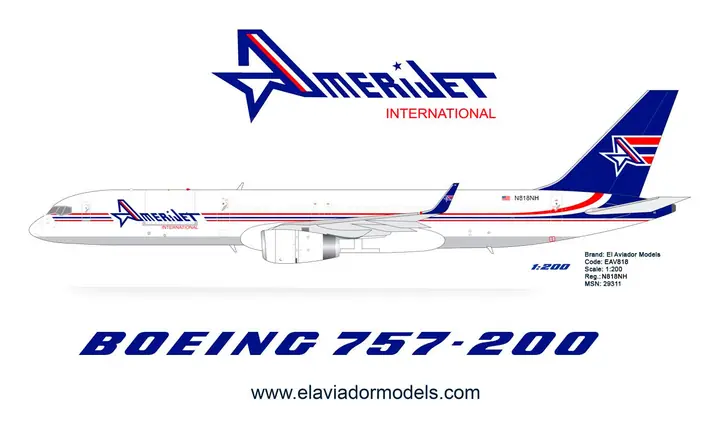 AMERIJET
INTERNATIONAL
N818NH
AMERIJET
INTERNATIONAL
1:200
Brand: El Aviador Models
Code: EAV818
Scale: 1:200
Reg.:N818NH
MSN: 29311
BOEING 757-200
www.elaviadormodels.com